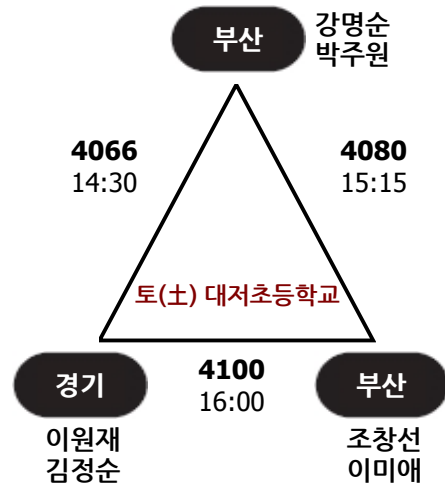 부산
강명순
박주원
4066
14:30
4080
15:15
토(土) 대저초등학교
경기
4100
16:00
부산
이원재
김정순
조창선
이미애